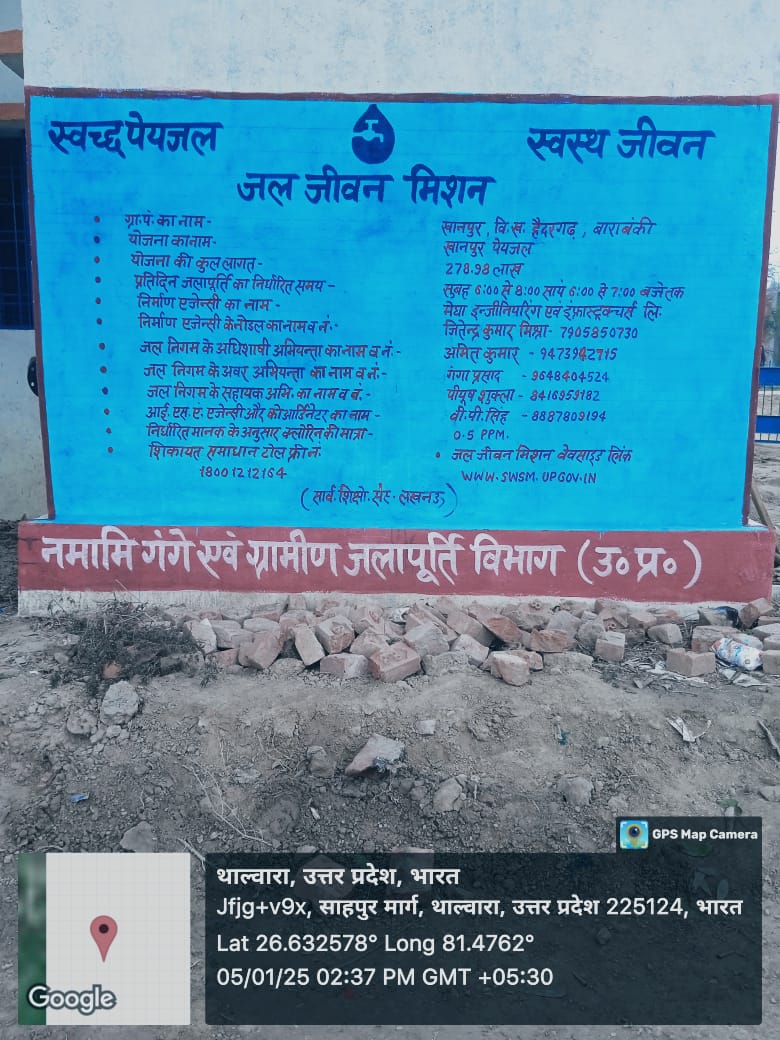 स्वच्छ पेयजल
स्वस्थ जीवन
जल जीवन मिशन
• ग्रा.पं. का नाम - खानपुर, वि.ख. हैदरगढ़, बाराबंकी
• योजना का नाम - खानपुर पेयजल
• योजना की कुल लागत - 278.98 लाख
• प्रतिदिन जलापूर्ति का निर्धारित समय - सुबह 6:00 से 8:00 सायं 6:00 से 7:00 बजे तक
• निर्माण एजेन्सी का नाम - मेघा इन्जीनियरिंग एवं इंफ्रास्ट्रक्चर्स लि.
• निर्माण एजेन्सी के नोडल का नाम व नं:- जितेन्द्र कुमार मिश्रा - 7905850730
• जल निगम के अधिशाषी अभियन्ता का नाम व नं:- अमित कुमार - 9473942715
• जल निगम के अवर अभियन्ता का नाम व नं:- गंगा प्रसाद - 9648404524
• जल निगम के सहायक अभि. का नाम व नं:- पीयूष शुक्ला - 8416959182
• आई.एस.ए. एजेन्सी और कोआर्डिनेटर का नाम - वी.पी. सिंह - 8887809194
• निर्धारित मानक के अनुसार क्लोरिन की मात्रा - 0.5 PPM.
• शिकायत समाधान टोल फ्री नं. • जल जीवन मिशन वेवसाइड लिंक
18001212164 WWW.SWSM.UPGOV.IN
लखनऊ)
नमामि गंगे एवं ग्रामीण जलापूर्ति विभाग (उ॰ प्र॰)
GPS Map Camera
थाल्वारा, उत्तर प्रदेश, भारत
Jfjg+v9x, साहपुर मार्ग, थाल्वारा, उत्तर प्रदेश 225124, भारत
Lat 26.632578° Long 81.4762°
05/01/25 02:37 PM GMT +05:30
Google